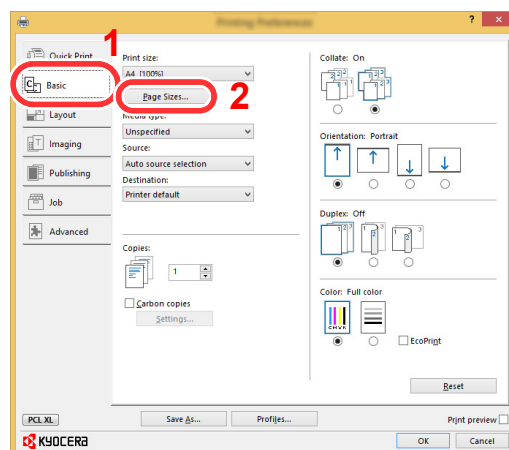 Printing Preferences
?
1
Quick Print
Basic
Layout
Imaging
Publishing
Job
Advanced
Print size:
A4 [100%]
Page Sizes...
2
Media type:
Unspecified
Source:
Auto source selection
Destination:
Printer default
Copies:
1
Carbon copies
Settings...
Collate: On
Orientation: Portrait
Duplex: Off
Color: Full color
CMYK
EcoPrint
Reset
PCL XL
Save As...
Profiles...
Print preview
KYOCERA
OK
Cancel